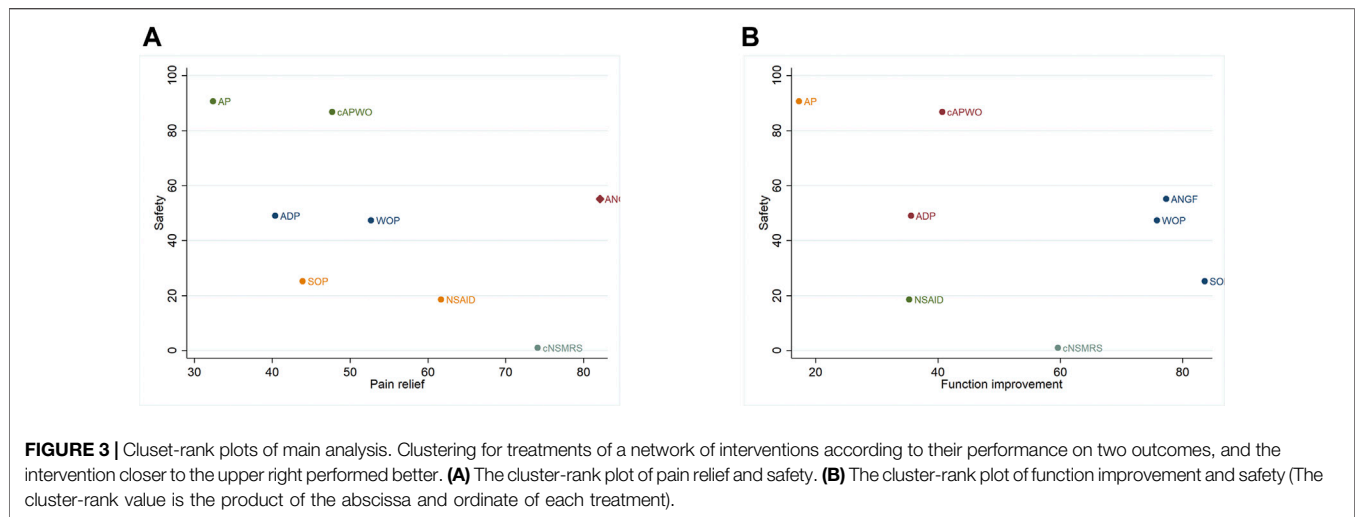 A
100
80
60
40
20
0
Safety
AP
cAPWO
ADP
WOP
SOP
NSAID
cNSMRS
30 40 50 60 70 80
Pain relief
B
100
80
60
40
20
0
Safety
AP
cAPWO
ANGF
ADP
WOP
NSAID
cNSMRS
20 40 60 80
Function improvement
FIGURE 3 | Cluset-rank plots of main analysis. Clustering for treatments of a network of interventions according to their performance on two outcomes, and the
intervention closer to the upper right performed better. (A) The cluster-rank plot of pain relief and safety. (B) The cluster-rank plot of function improvement and safety (The
cluster-rank value is the product of the abscissa and ordinate of each treatment).